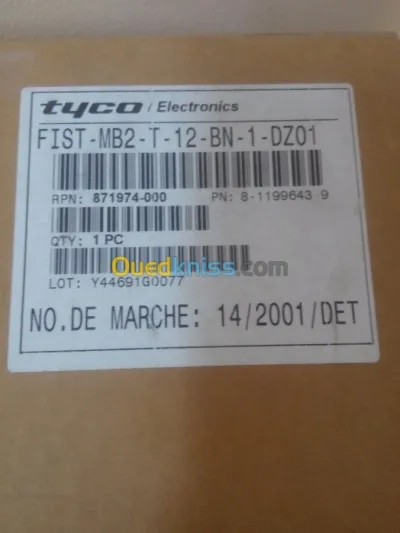 tyco / Electronics
FIST-MB2-T-12-BN-1-DZ01
RPN: 871974-000 PN: 8-1199643 9
QTY: 1 PC
Ouedkniss.com
LOT: Y44691G0077
NO.DE MARCHE: 14/2001/DET